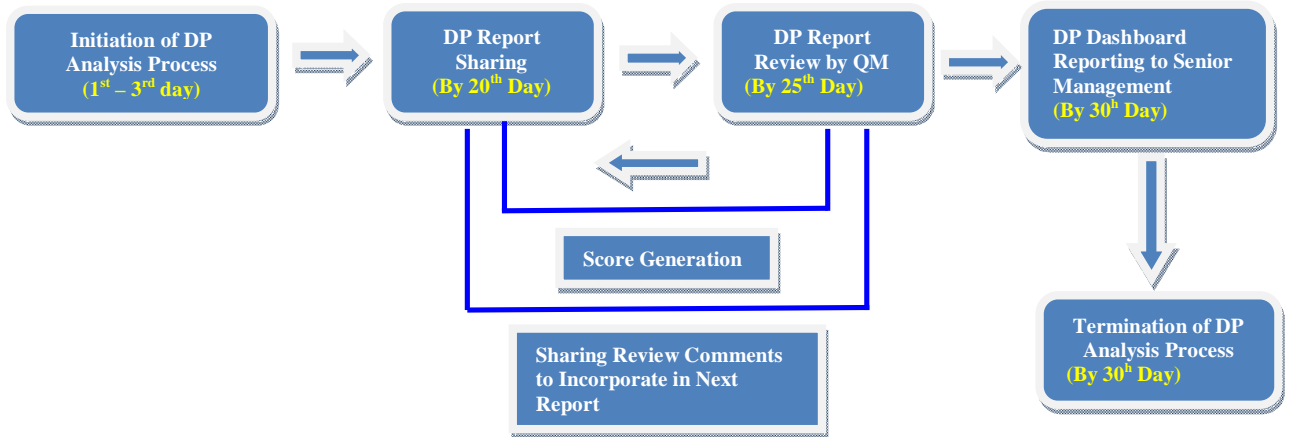 Initiation of DP
Analysis Process
(1st – 3rd day)
DP Report
Sharing
(By 20th Day)
DP Report
Review by QM
(By 25th Day)
DP Dashboard
Reporting to Senior
Management
(By 30h Day)
Score Generation
Sharing Review Comments
to Incorporate in Next
Report
Termination of DP
Analysis Process
(By 30h Day)